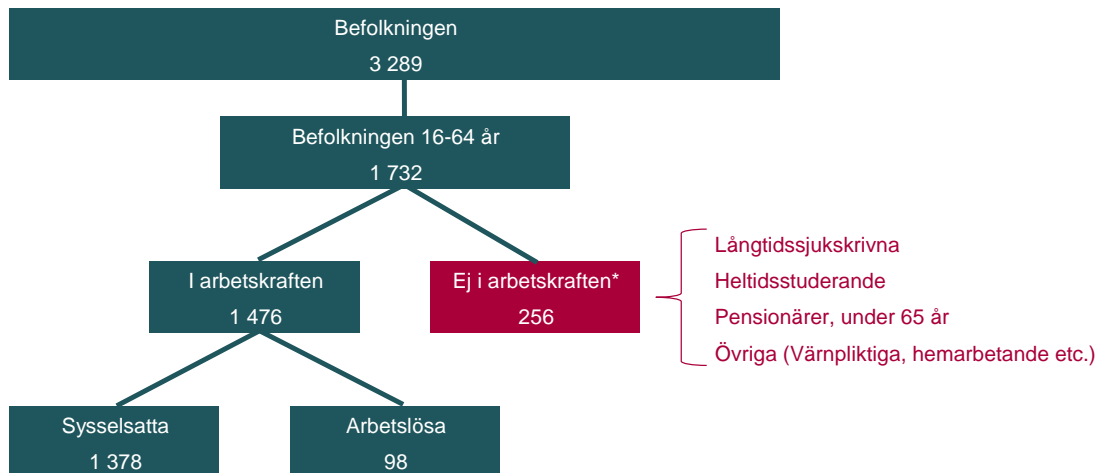 Befolkningen
3 289
Befolkningen 16-64 år
1 732
I arbetskraften
1 476
Ej i arbetskraften*
256
Långtidssjukskrivna
Heltidsstuderande
Pensionärer, under 65 år
Övriga (Värnpliktiga, hemarbetande etc.)
Sysselsatta
1 378
Arbetslösa
98